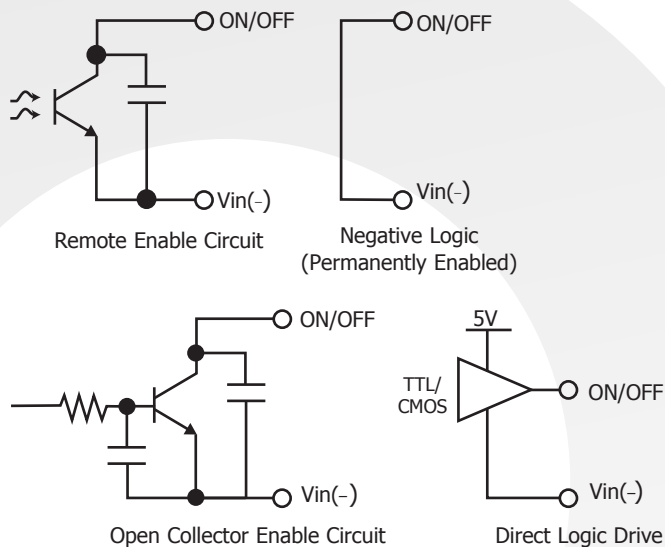 ON/OFF
Vin(-)
Remote Enable Circuit
ON/OFF
Vin(-)
Negative Logic
(Permanently Enabled)
ON/OFF
Vin(-)
Open Collector Enable Circuit
5V
TTL/
CMOS
ON/OFF
Vin(-)
Direct Logic Drive